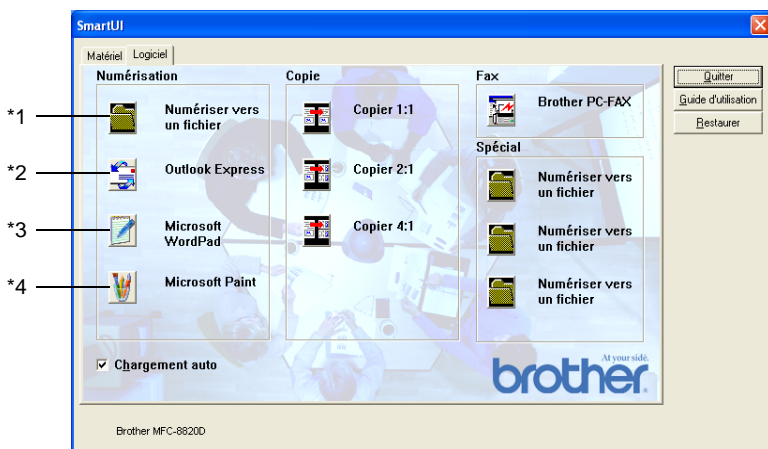 SmartUI
Matériel Logiciel
Numérisation
*1
Numériser vers
un fichier
*2
Outlook Express
*3
Microsoft
WordPad
*4
Microsoft Paint
Copie
Copier 1:1
Copier 2:1
Copier 4:1
Fax
Brother PC-FAX
Spécial
Numériser vers
un fichier
Numériser vers
un fichier
Numériser vers
un fichier
Quitter
Guide d'utilisation
Restaurer
Chargement auto
At your side.
brother
Brother MFC-8820D